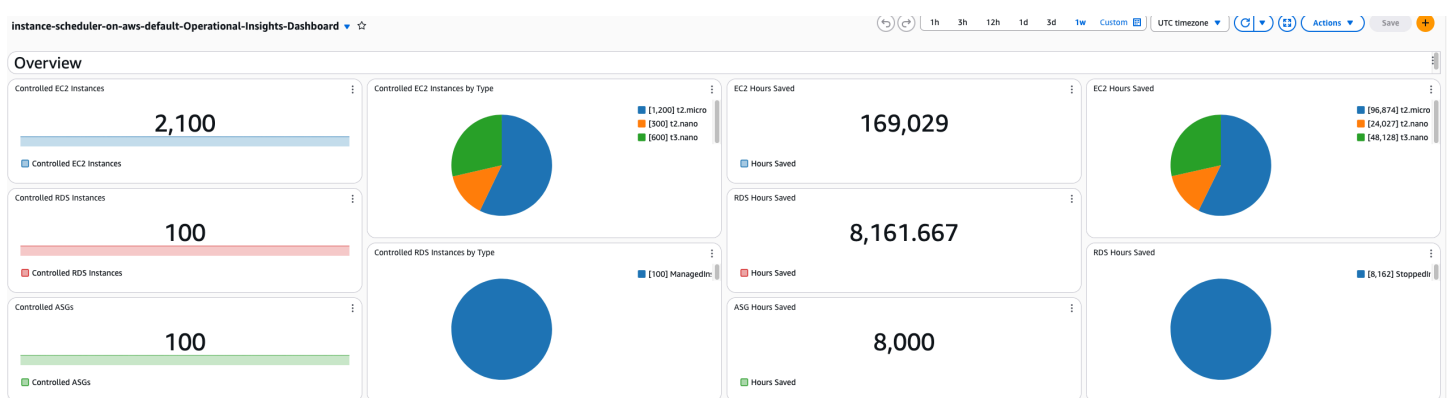 instance-scheduler-on-aws-default-Operational-Insights-Dashboard
1h 3h 12h 1d 3d 1w Custom UTC timezone Actions Save
Overview
Controlled EC2 Instances
2,100
Controlled EC2 Instances
Controlled EC2 Instances by Type
[1,200] t2.micro
[300] t2.nano
[600] t3.nano
EC2 Hours Saved
169,029
Hours Saved
EC2 Hours Saved
[96,874] t2.micro
[24,027] t2.nano
[48,128] t3.nano
Controlled RDS Instances
100
Controlled RDS Instances
RDS Hours Saved
8,161.667
Hours Saved
Controlled RDS Instances by Type
[100] ManagedIn
RDS Hours Saved
[8,162] StoppedI
Controlled ASGs
100
Controlled ASGs
ASG Hours Saved
8,000
Hours Saved